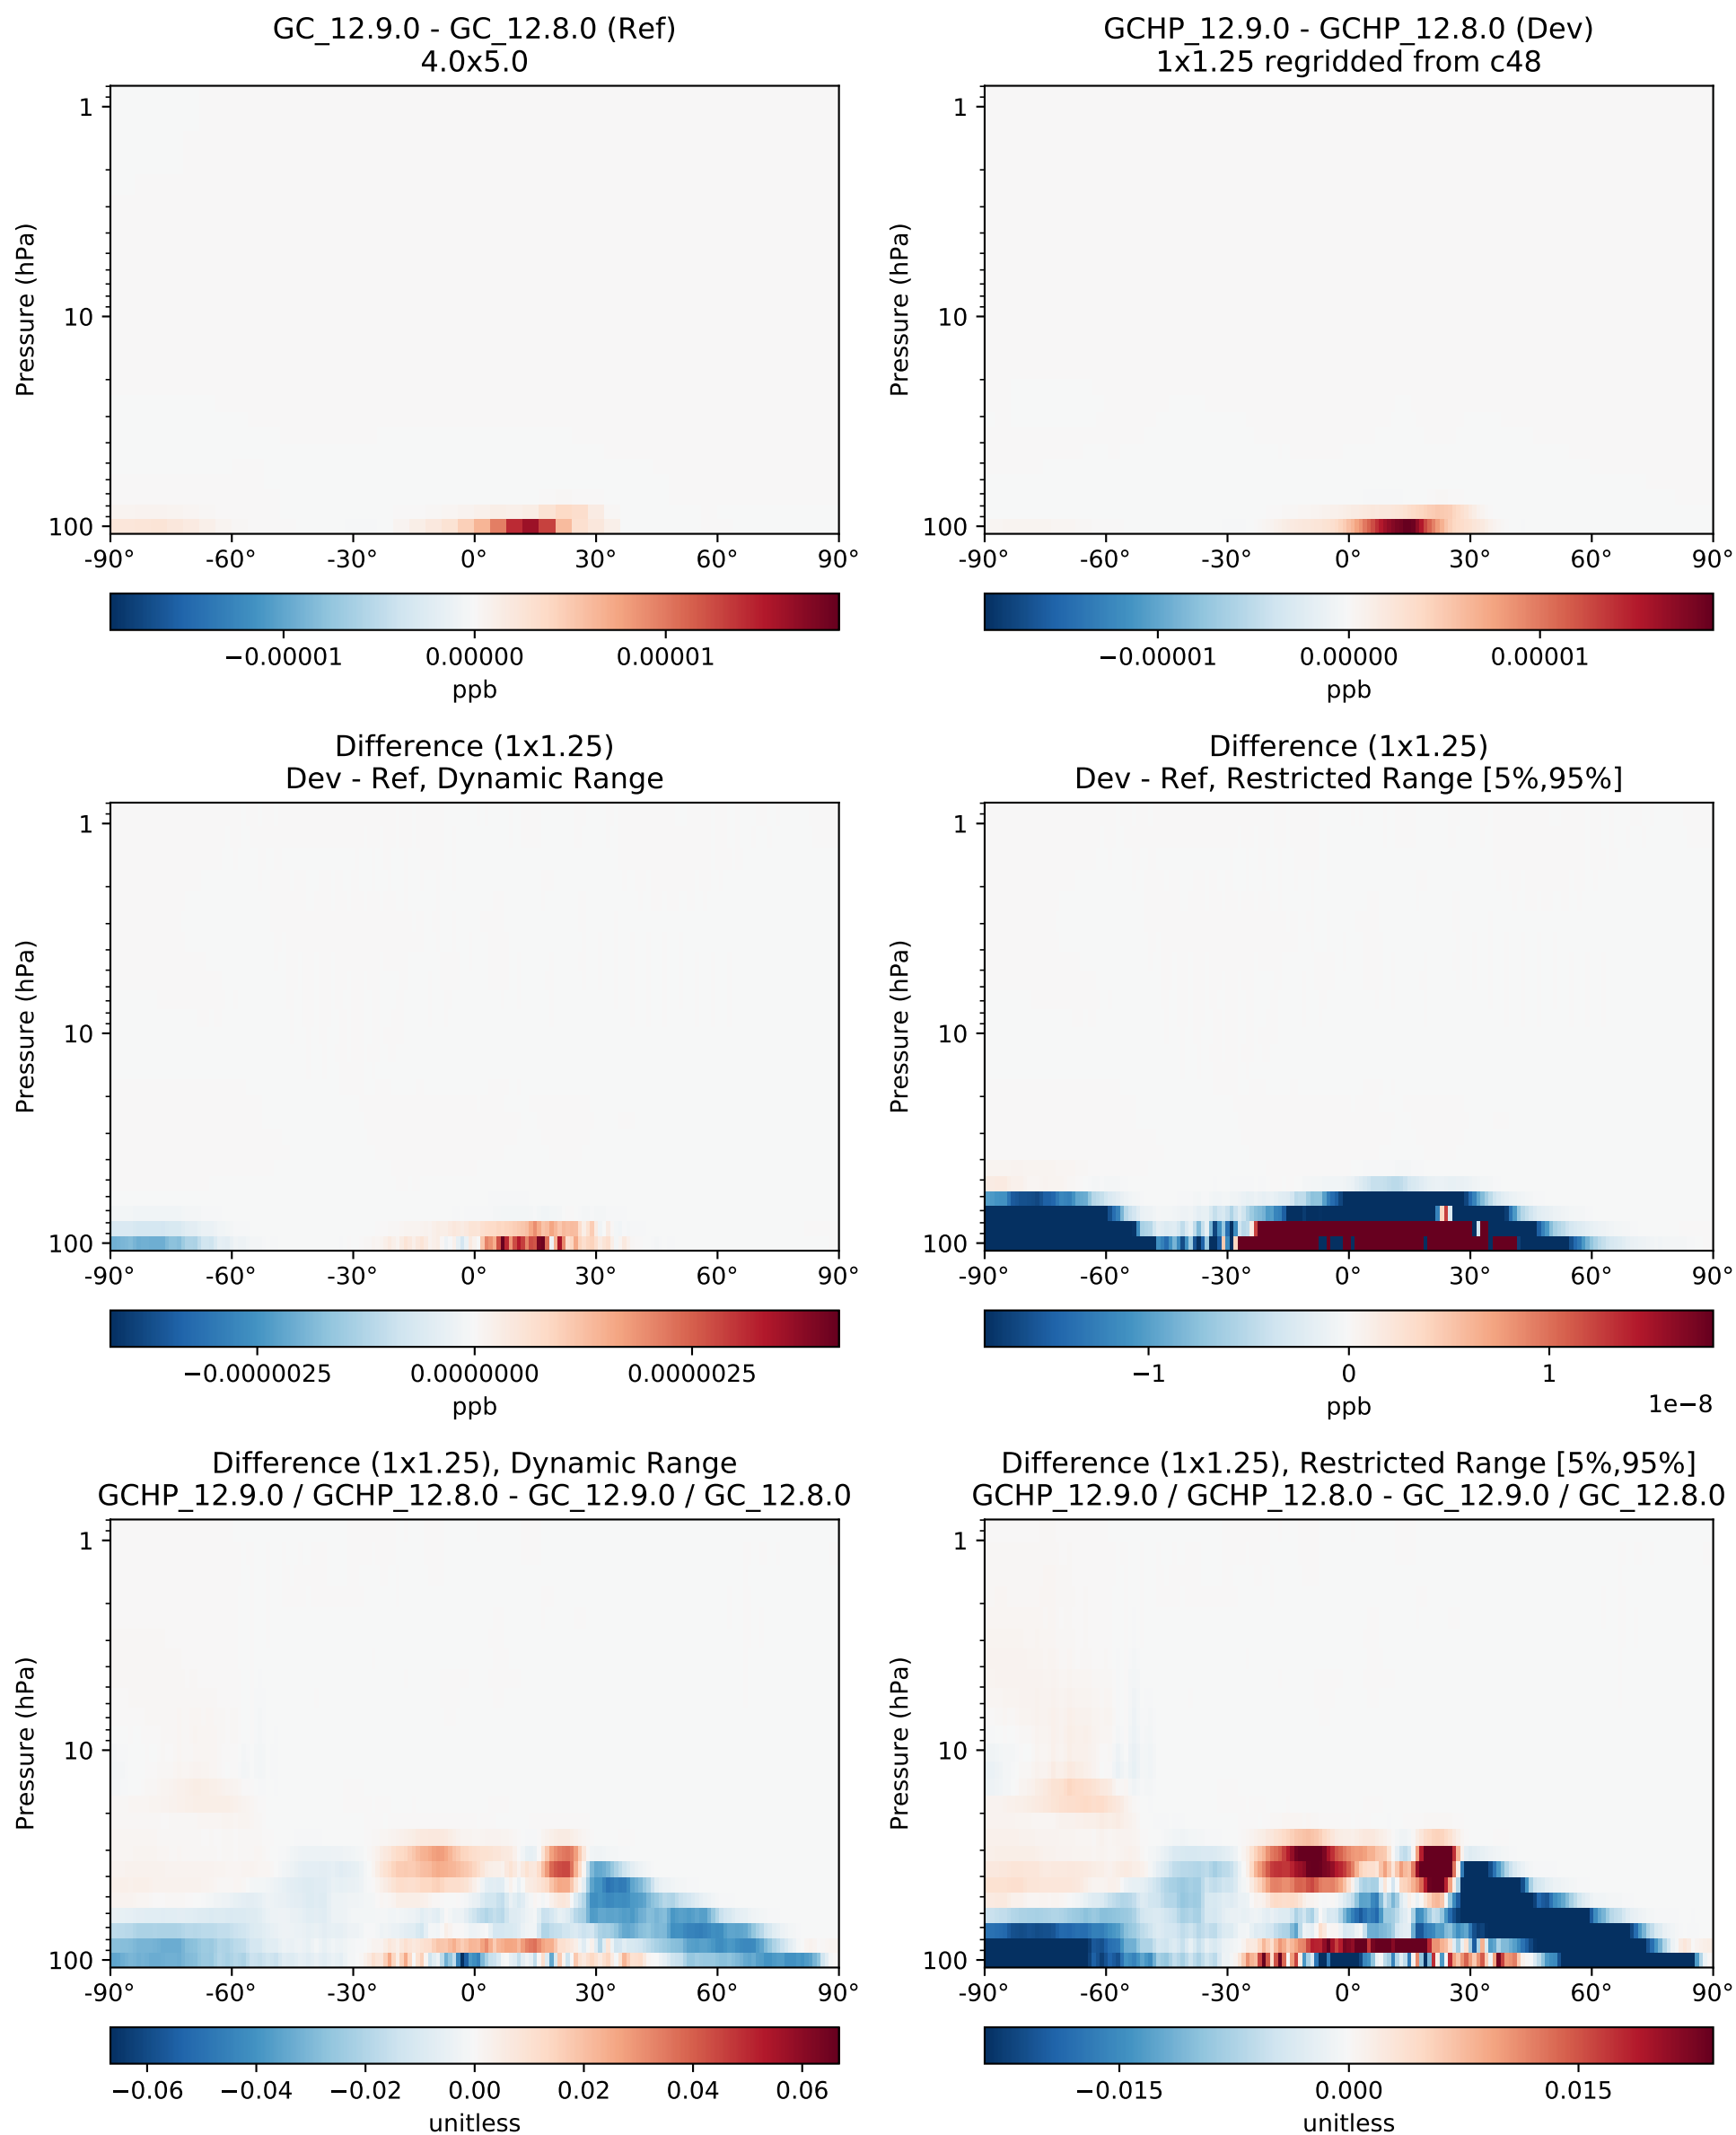 GC_12.9.0 - GC_12.8.0 (Ref)
4.0x5.0
GCHP_12.9.0 - GCHP_12.8.0 (Dev)
1x1.25 regridded from c48
Pressure (hPa)
1
10
100
-90° -60° -30° 0° 30° 60° 90°
−0.00001 0.00000 0.00001
ppb
Pressure (hPa)
1
10
100
-90° -60° -30° 0° 30° 60° 90°
−0.00001 0.00000 0.00001
ppb
Difference (1x1.25)
Dev - Ref, Dynamic Range
Difference (1x1.25)
Dev - Ref, Restricted Range [5%,95%]
Pressure (hPa)
1
10
100
-90° -60° -30° 0° 30° 60° 90°
−0.0000025 0.0000000 0.0000025
ppb
Pressure (hPa)
1
10
100
-90° -60° -30° 0° 30° 60° 90°
−1 0 1
ppb
1e−8
Difference (1x1.25), Dynamic Range
GCHP_12.9.0 / GCHP_12.8.0 - GC_12.9.0 / GC_12.8.0
Difference (1x1.25), Restricted Range [5%,95%]
GCHP_12.9.0 / GCHP_12.8.0 - GC_12.9.0 / GC_12.8.0
Pressure (hPa)
1
10
100
-90° -60° -30° 0° 30° 60° 90°
−0.06 −0.04 −0.02 0.00 0.02 0.04 0.06
unitless
Pressure (hPa)
1
10
100
-90° -60° -30° 0° 30° 60° 90°
−0.015 0.000 0.015
unitless